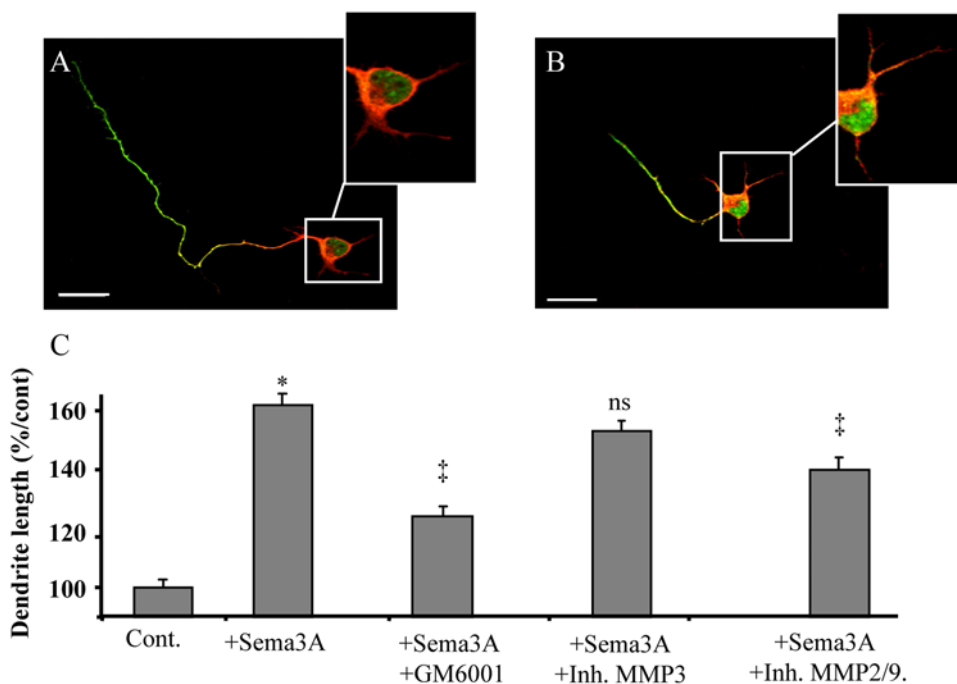 A
B
C
Dendrite length (%/cont)
160
140
120
100
*
‡
ns
‡
Cont.
+Sema3A
+Sema3A
+GM6001
+Sema3A
+Inh. MMP3
+Sema3A
+Inh. MMP2/9.